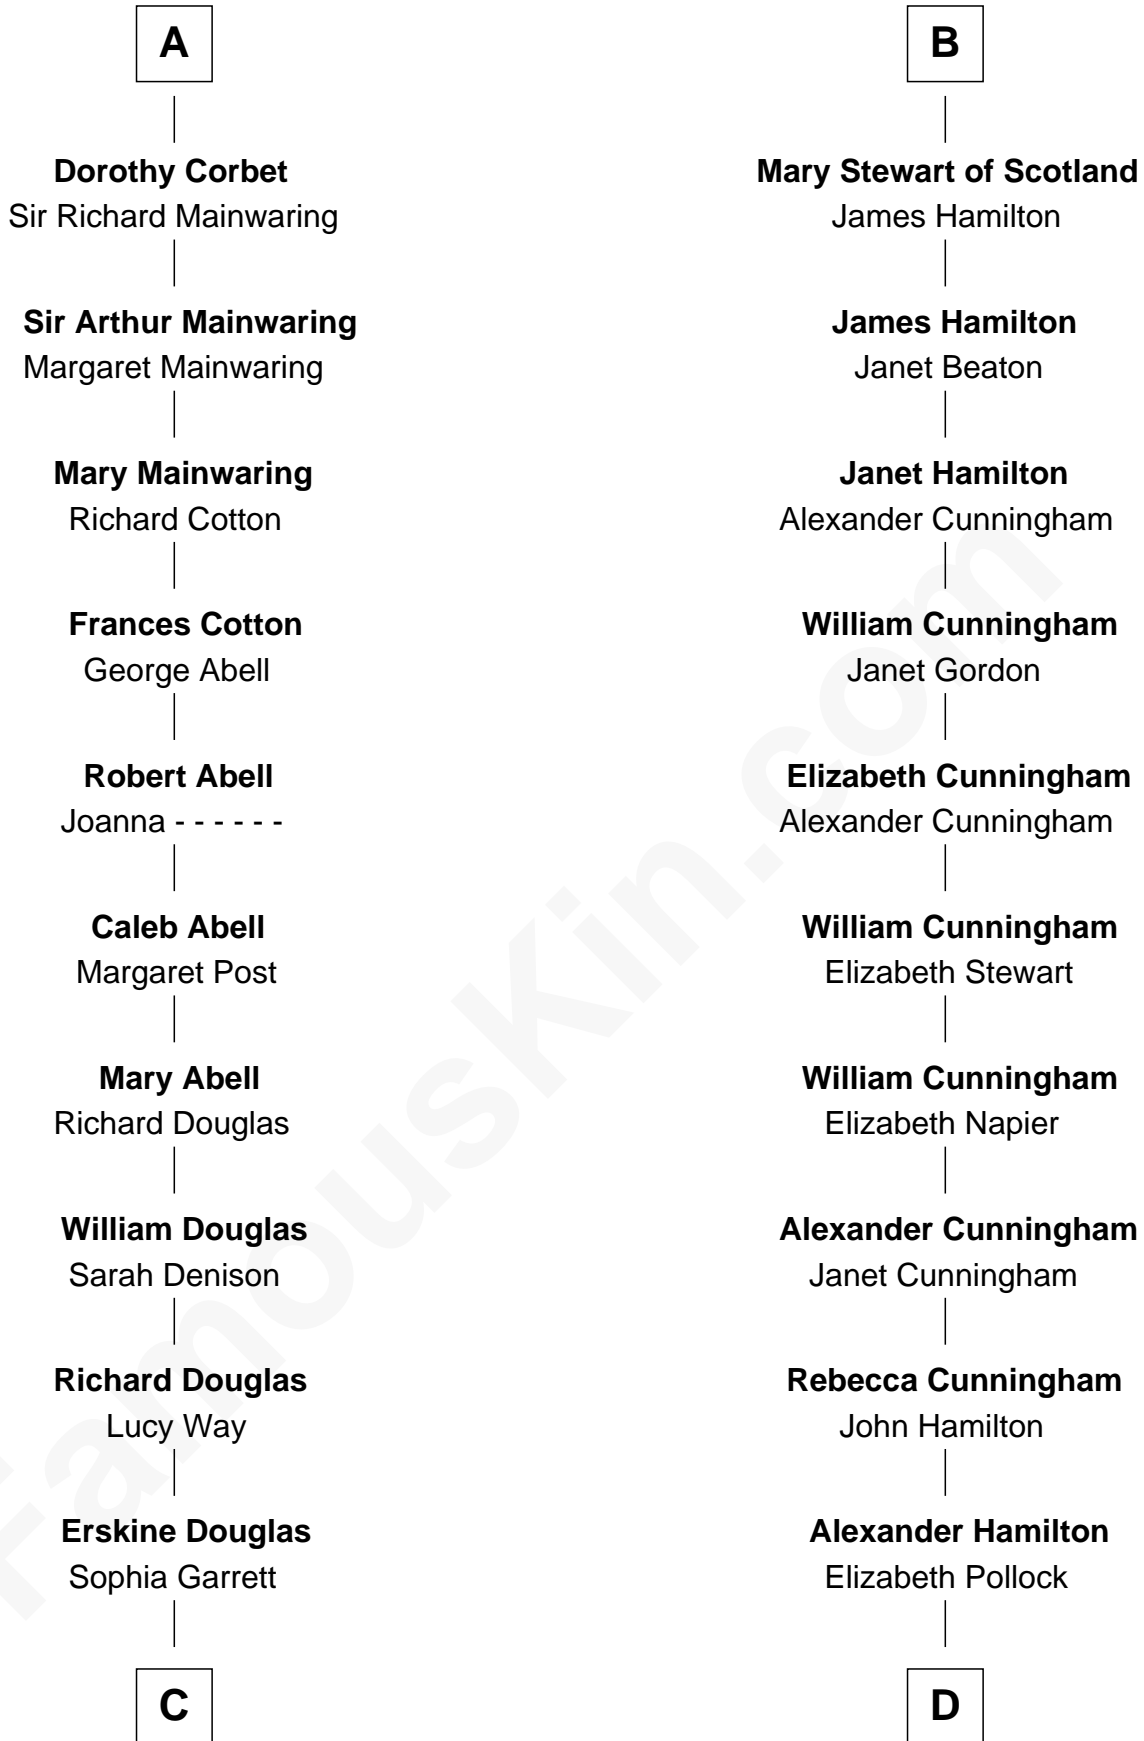 A
Dorothy Corbet
Sir Richard Mainwaring
Sir Arthur Mainwaring
Margaret Mainwaring
Mary Mainwaring
Richard Cotton
Frances Cotton
George Abell
Robert Abell
Joanna - - - - - -
Caleb Abell
Margaret Post
Mary Abell
Richard Douglas
William Douglas
Sarah Denison
Richard Douglas
Lucy Way
Erskine Douglas
Sophia Garrett
C
B
Mary Stewart of Scotland
James Hamilton
James Hamilton
Janet Beaton
Janet Hamilton
Alexander Cunningham
William Cunningham
Janet Gordon
Elizabeth Cunningham
Alexander Cunningham
William Cunningham
Elizabeth Stewart
William Cunningham
Elizabeth Napier
Alexander Cunningham
Janet Cunningham
Rebecca Cunningham
John Hamilton
Alexander Hamilton
Elizabeth Pollock
D
FamousKin.com